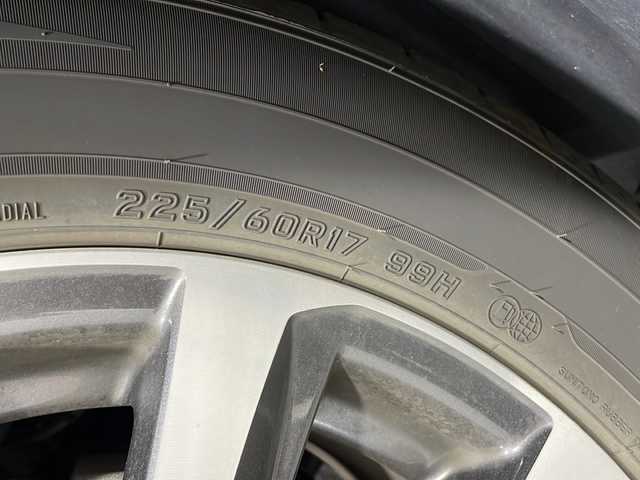 DIAL
225/60R17 99H
SUMITOMO RUBBER